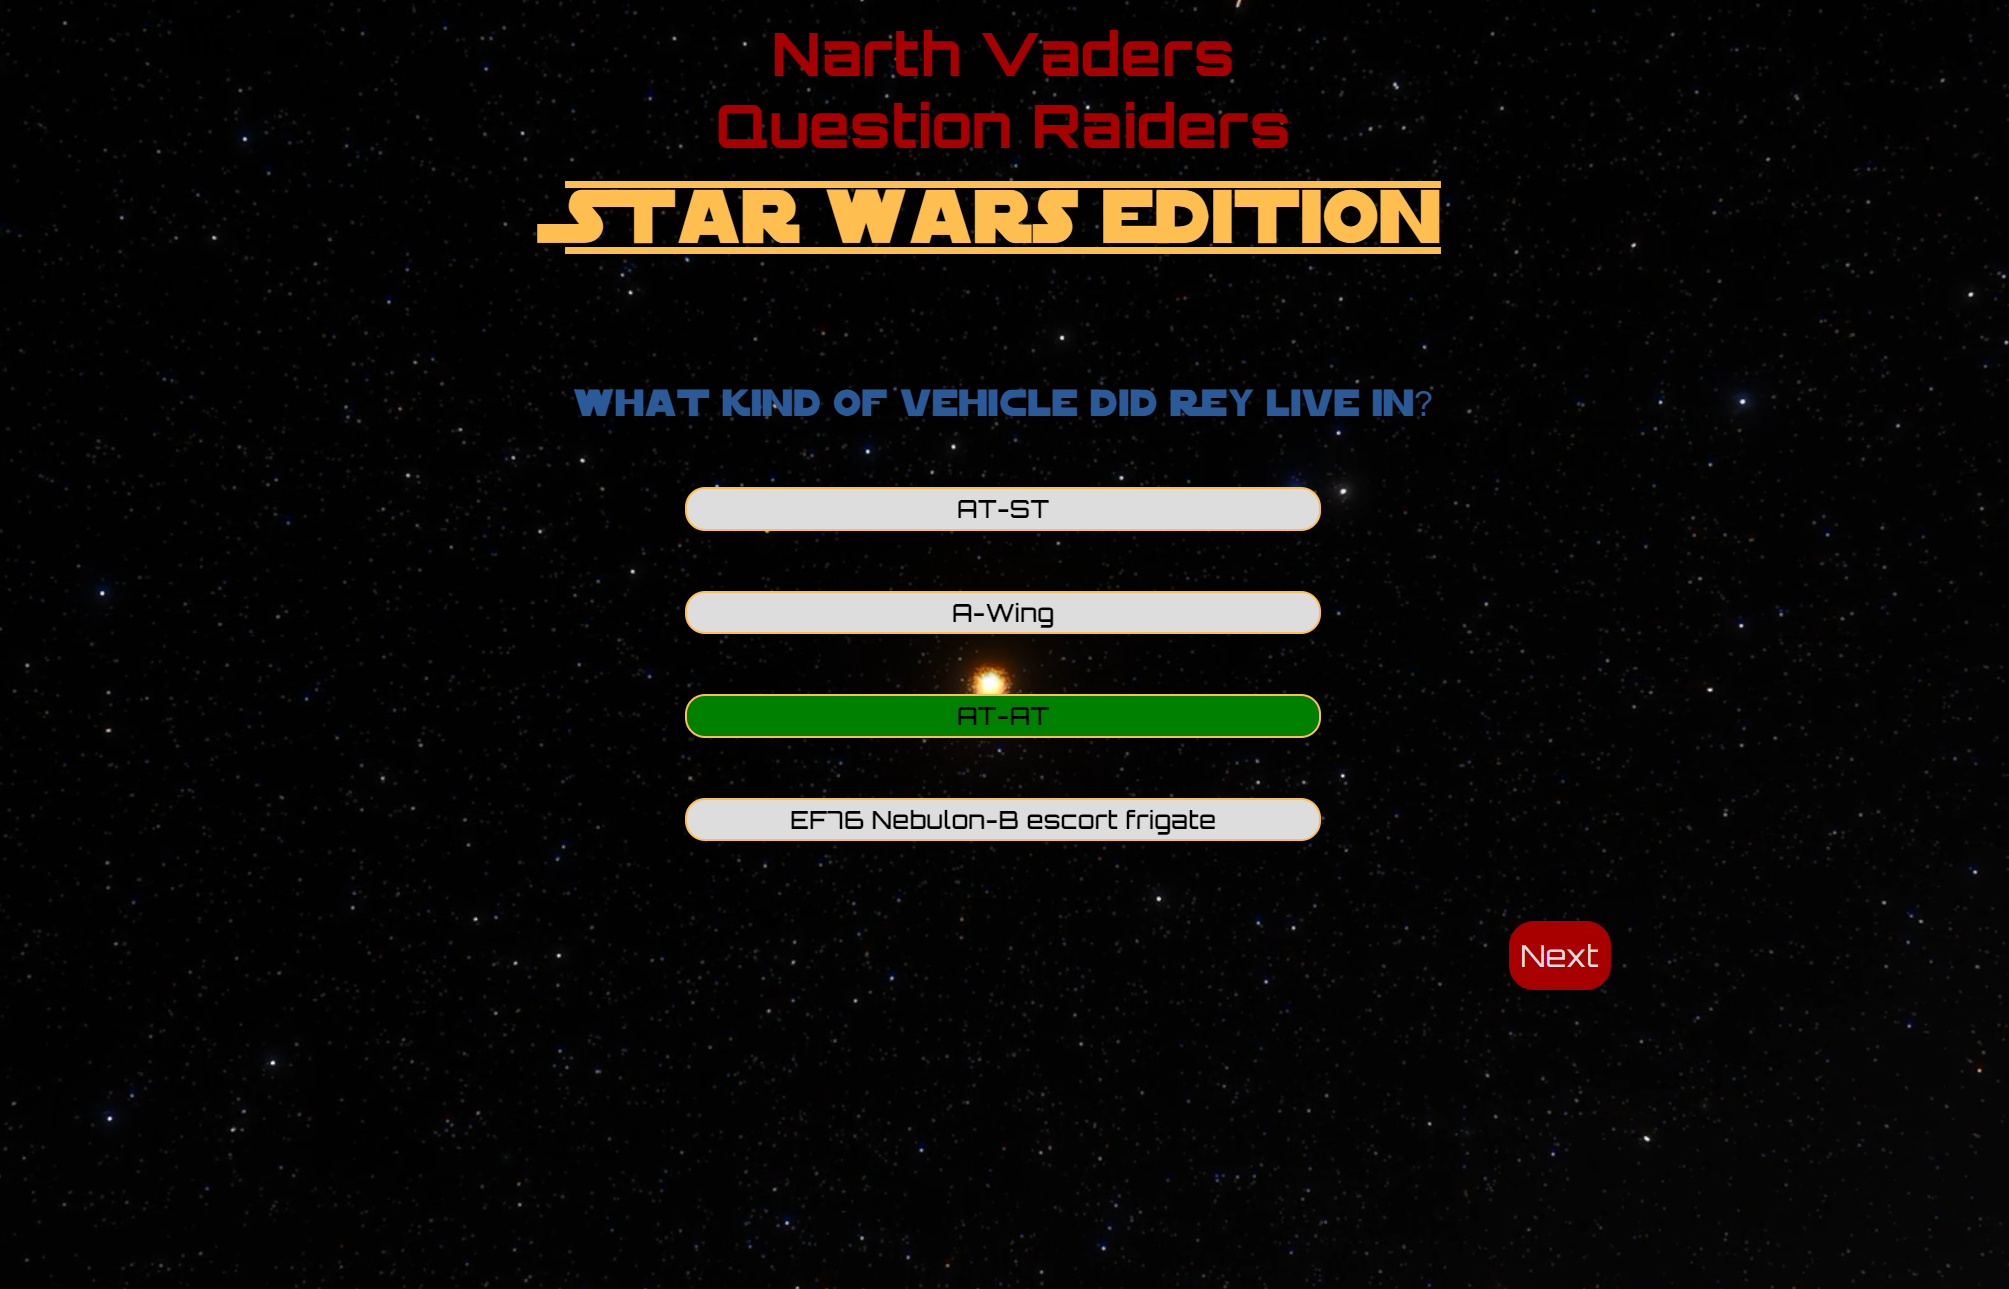 Narth Vaders
Question Raiders
STAR WARS EDITION
WHAT KIND OF VEHICLE DID REY LIVE IN?
AT-ST
A-Wing
AT-AT
EF76 Nebulon-B escort frigate
Next